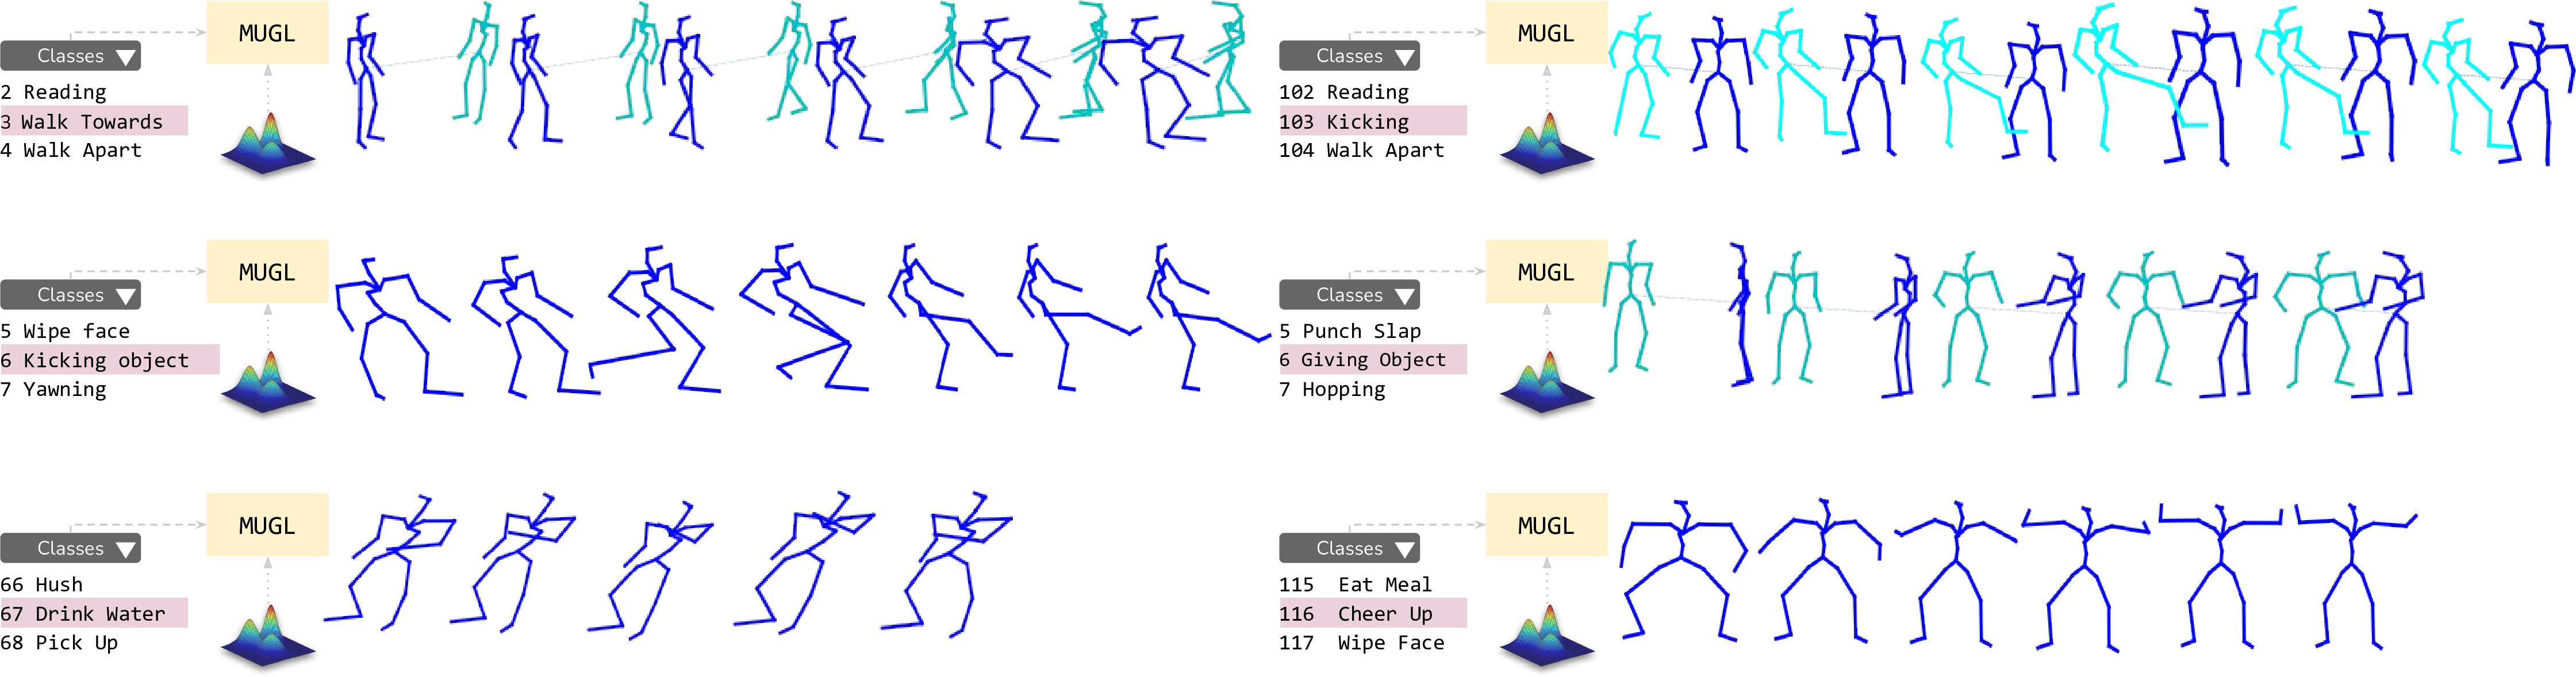 MUGL
Classes
2 Reading
3 Walk Towards
4 Walk Apart
MUGL
Classes
102 Reading
103 Kicking
104 Walk Apart
MUGL
Classes
5 Wipe face
6 Kicking object
7 Yawning
MUGL
Classes
5 Punch Slap
6 Giving Object
7 Hopping
MUGL
Classes
66 Hush
67 Drink Water
68 Pick Up
MUGL
Classes
115 Eat Meal
116 Cheer Up
117 Wipe Face